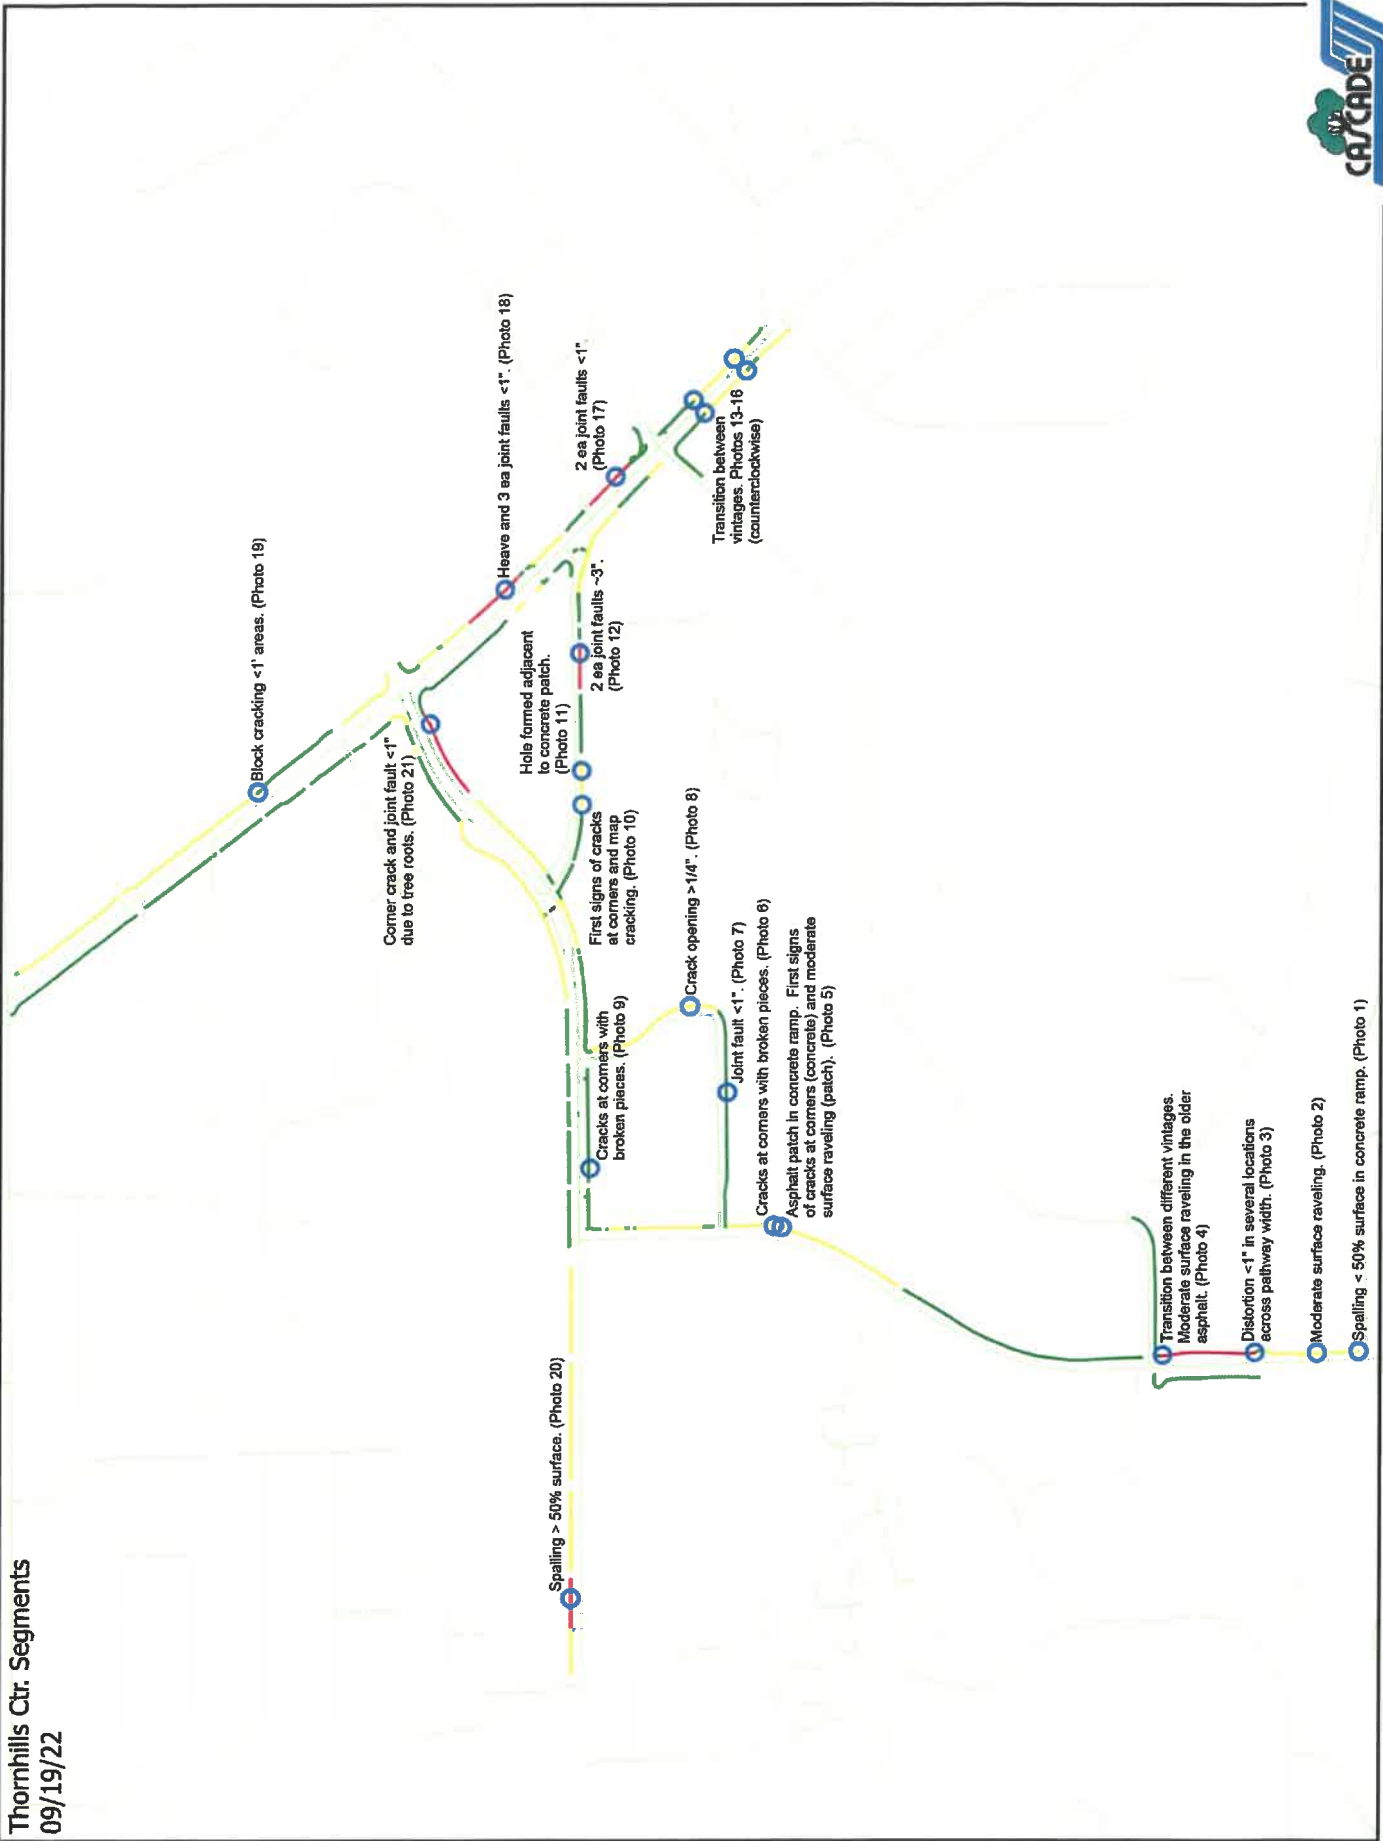 Thornhills Ctr. Segments
09/19/22
Block cracking <1' areas. (Photo 19)
Heave and 3 ea joint faults <1". (Photo 18)
2 ea joint faults <1".
(Photo 17)
Transition between
vintages. Photos 13-16
(counterclockwise)
Corner crack and joint fault <1"
due to tree roots. (Photo 21)
Hole formed adjacent
to concrete patch.
(Photo 11)
2 ea joint faults ~3".
(Photo 12)
First signs of cracks
at corners and map
cracking. (Photo 10)
Crack opening >1/4". (Photo 8)
Cracks at corners with
broken pieces. (Photo 9)
Joint fault <1". (Photo 7)
Cracks at corners with broken pieces. (Photo 6)
Asphalt patch in concrete ramp. First signs
of cracks at corners (concrete) and moderate
surface raveling (patch). (Photo 5)
Spalling > 50% surface. (Photo 20)
Transition between different vintages.
Moderate surface raveling in the older
asphalt. (Photo 4)
Distortion <1" in several locations
across pathway width. (Photo 3)
Moderate surface raveling. (Photo 2)
Spalling < 50% surface in concrete ramp. (Photo 1)
CASCADE